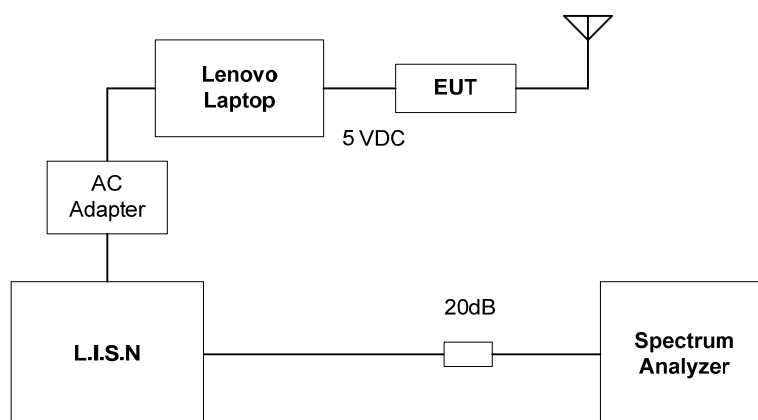 Lenovo
Laptop
EUT
5 VDC
AC
Adapter
20dB
L.I.S.N
Spectrum
Analyzer